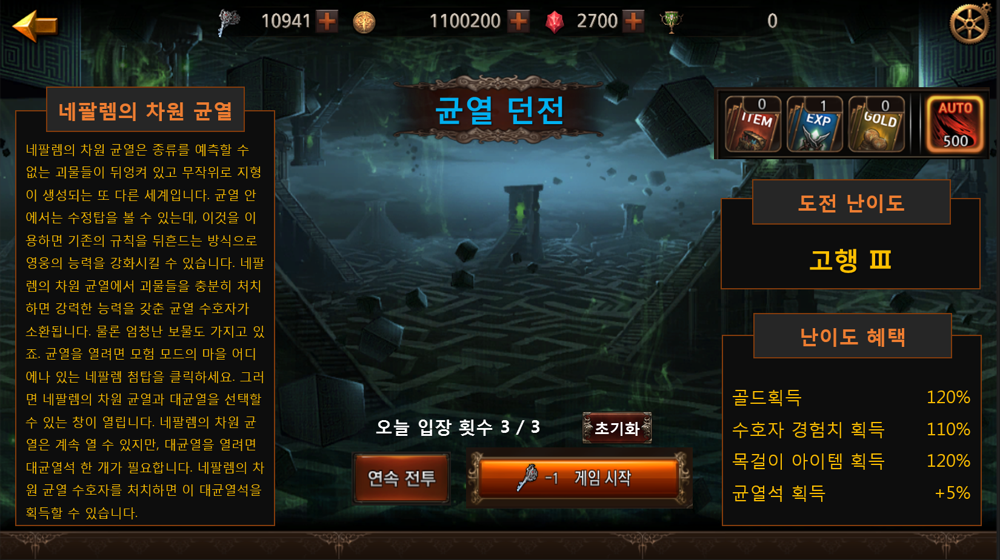 10941
1100200
2700
0
네팔렘의 차원 균열
네팔렘의 차원 균열은 종류를 예측할 수
없는 괴물들이 뒤엉켜 있고 무작위로 지형
이 생성되는 또 다른 세계입니다. 균열 안
에서는 수정탑을 볼 수 있는데, 이것을 이
용하면 기존의 규칙을 뒤흔드는 방식으로
영웅의 능력을 강화시킬 수 있습니다. 네팔
렘의 차원 균열에서 괴물들을 충분히 처치
하면 강력한 능력을 갖춘 균열 수호자가
소환됩니다. 물론 엄청난 보물도 가지고 있
죠. 균열을 열려면 모험 모드의 마을 어디
에나 있는 네팔렘 첨탑을 클릭하세요. 그러
면 네팔렘의 차원 균열과 대균열을 선택할
수 있는 창이 열립니다. 네팔렘의 차원 균
열은 계속 열 수 있지만, 대균열을 열려면
대균열석 한 개가 필요합니다. 네팔렘의 차
원 균열 수호자를 처치하면 이 대균열석을
획득할 수 있습니다.
균열 던전
오늘 입장 횟수 3 / 3
초기화
연속 전투
-1 게임 시작
0
ITEM
1
EXP
0
GOLD
AUTO
500
도전 난이도
고행 Ⅲ
난이도 혜택
골드획득 120%
수호자 경험치 획득 110%
목걸이 아이템 획득 120%
균열석 획득 +5%